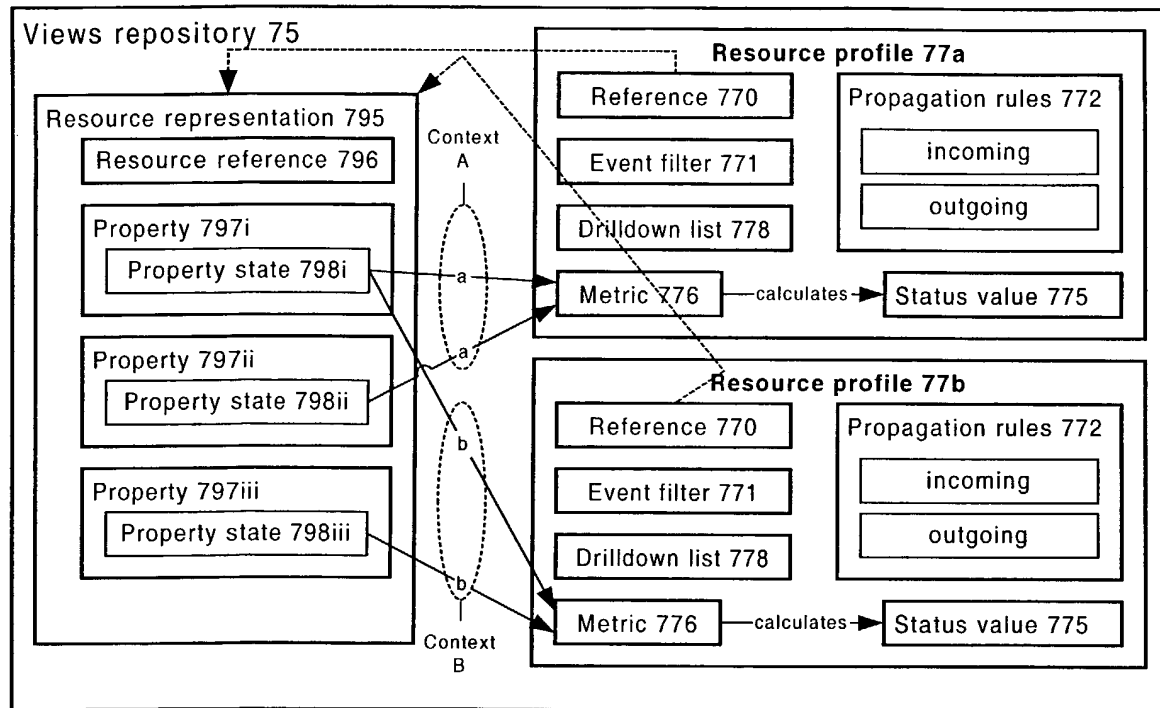 Views repository 75
Resource representation 795
Resource reference 796
Property 797i
Property state 798i
Property 797ii
Property state 798ii
Property 797iii
Property state 798iii
Context
A
a
a
b
b
Context
B
Resource profile 77a
Reference 770
Event filter 771
Drilldown list 778
Metric 776
calculates
Status value 775
Propagation rules 772
incoming
outgoing
Resource profile 77b
Reference 770
Event filter 771
Drilldown list 778
Metric 776
calculates
Status value 775
Propagation rules 772
incoming
outgoing